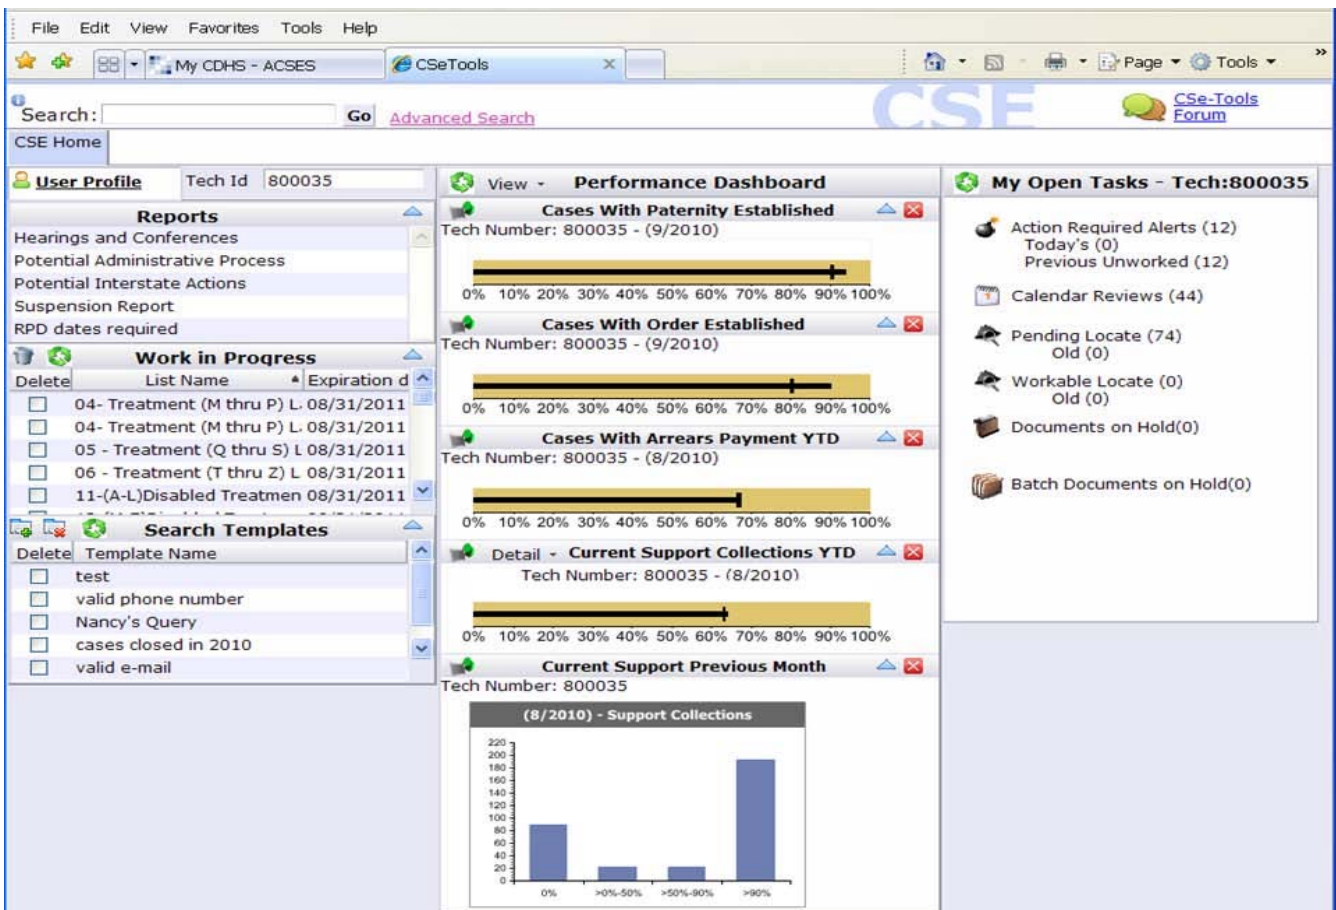 File Edit View Favorites Tools Help
My CDHS - ACSES
CSeTools
Page
Tools
»
Search:
Go
Advanced Search
CSE
CSe-Tools
Forum
CSE Home
User Profile
Tech Id 800035
Reports
Hearings and Conferences
Potential Administrative Process
Potential Interstate Actions
Suspension Report
RPD dates required
Work in Progress
Delete List Name Expiration d
04- Treatment (M thru P) L. 08/31/2011
04- Treatment (M thru P) L. 08/31/2011
05 - Treatment (Q thru S) L 08/31/2011
06 - Treatment (T thru Z) L 08/31/2011
11-(A-L)Disabled Treatmen 08/31/2011
Search Templates
Delete Template Name
test
valid phone number
Nancy's Query
cases closed in 2010
valid e-mail
View Performance Dashboard
Cases With Paternity Established
Tech Number: 800035 - (9/2010)
0% 10% 20% 30% 40% 50% 60% 70% 80% 90% 100%
Cases With Order Established
Tech Number: 800035 - (9/2010)
0% 10% 20% 30% 40% 50% 60% 70% 80% 90% 100%
Cases With Arrears Payment YTD
Tech Number: 800035 - (8/2010)
0% 10% 20% 30% 40% 50% 60% 70% 80% 90% 100%
Detail Current Support Collections YTD
Tech Number: 800035 - (8/2010)
0% 10% 20% 30% 40% 50% 60% 70% 80% 90% 100%
Current Support Previous Month
Tech Number: 800035
(8/2010) - Support Collections
220
200
180
160
140
120
100
80
60
40
20
0
0% >0%-50% >50%-90% >90%
My Open Tasks - Tech:800035
Action Required Alerts (12)
Today's (0)
Previous Unworked (12)
Calendar Reviews (44)
Pending Locate (74)
Old (0)
Workable Locate (0)
Old (0)
Documents on Hold(0)
Batch Documents on Hold(0)